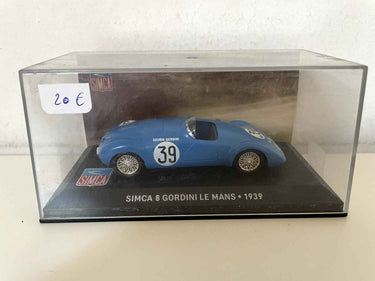 SIMCA
20 €
39
SIMCA
SIMCA 8 GORDINI LE MANS • 1939